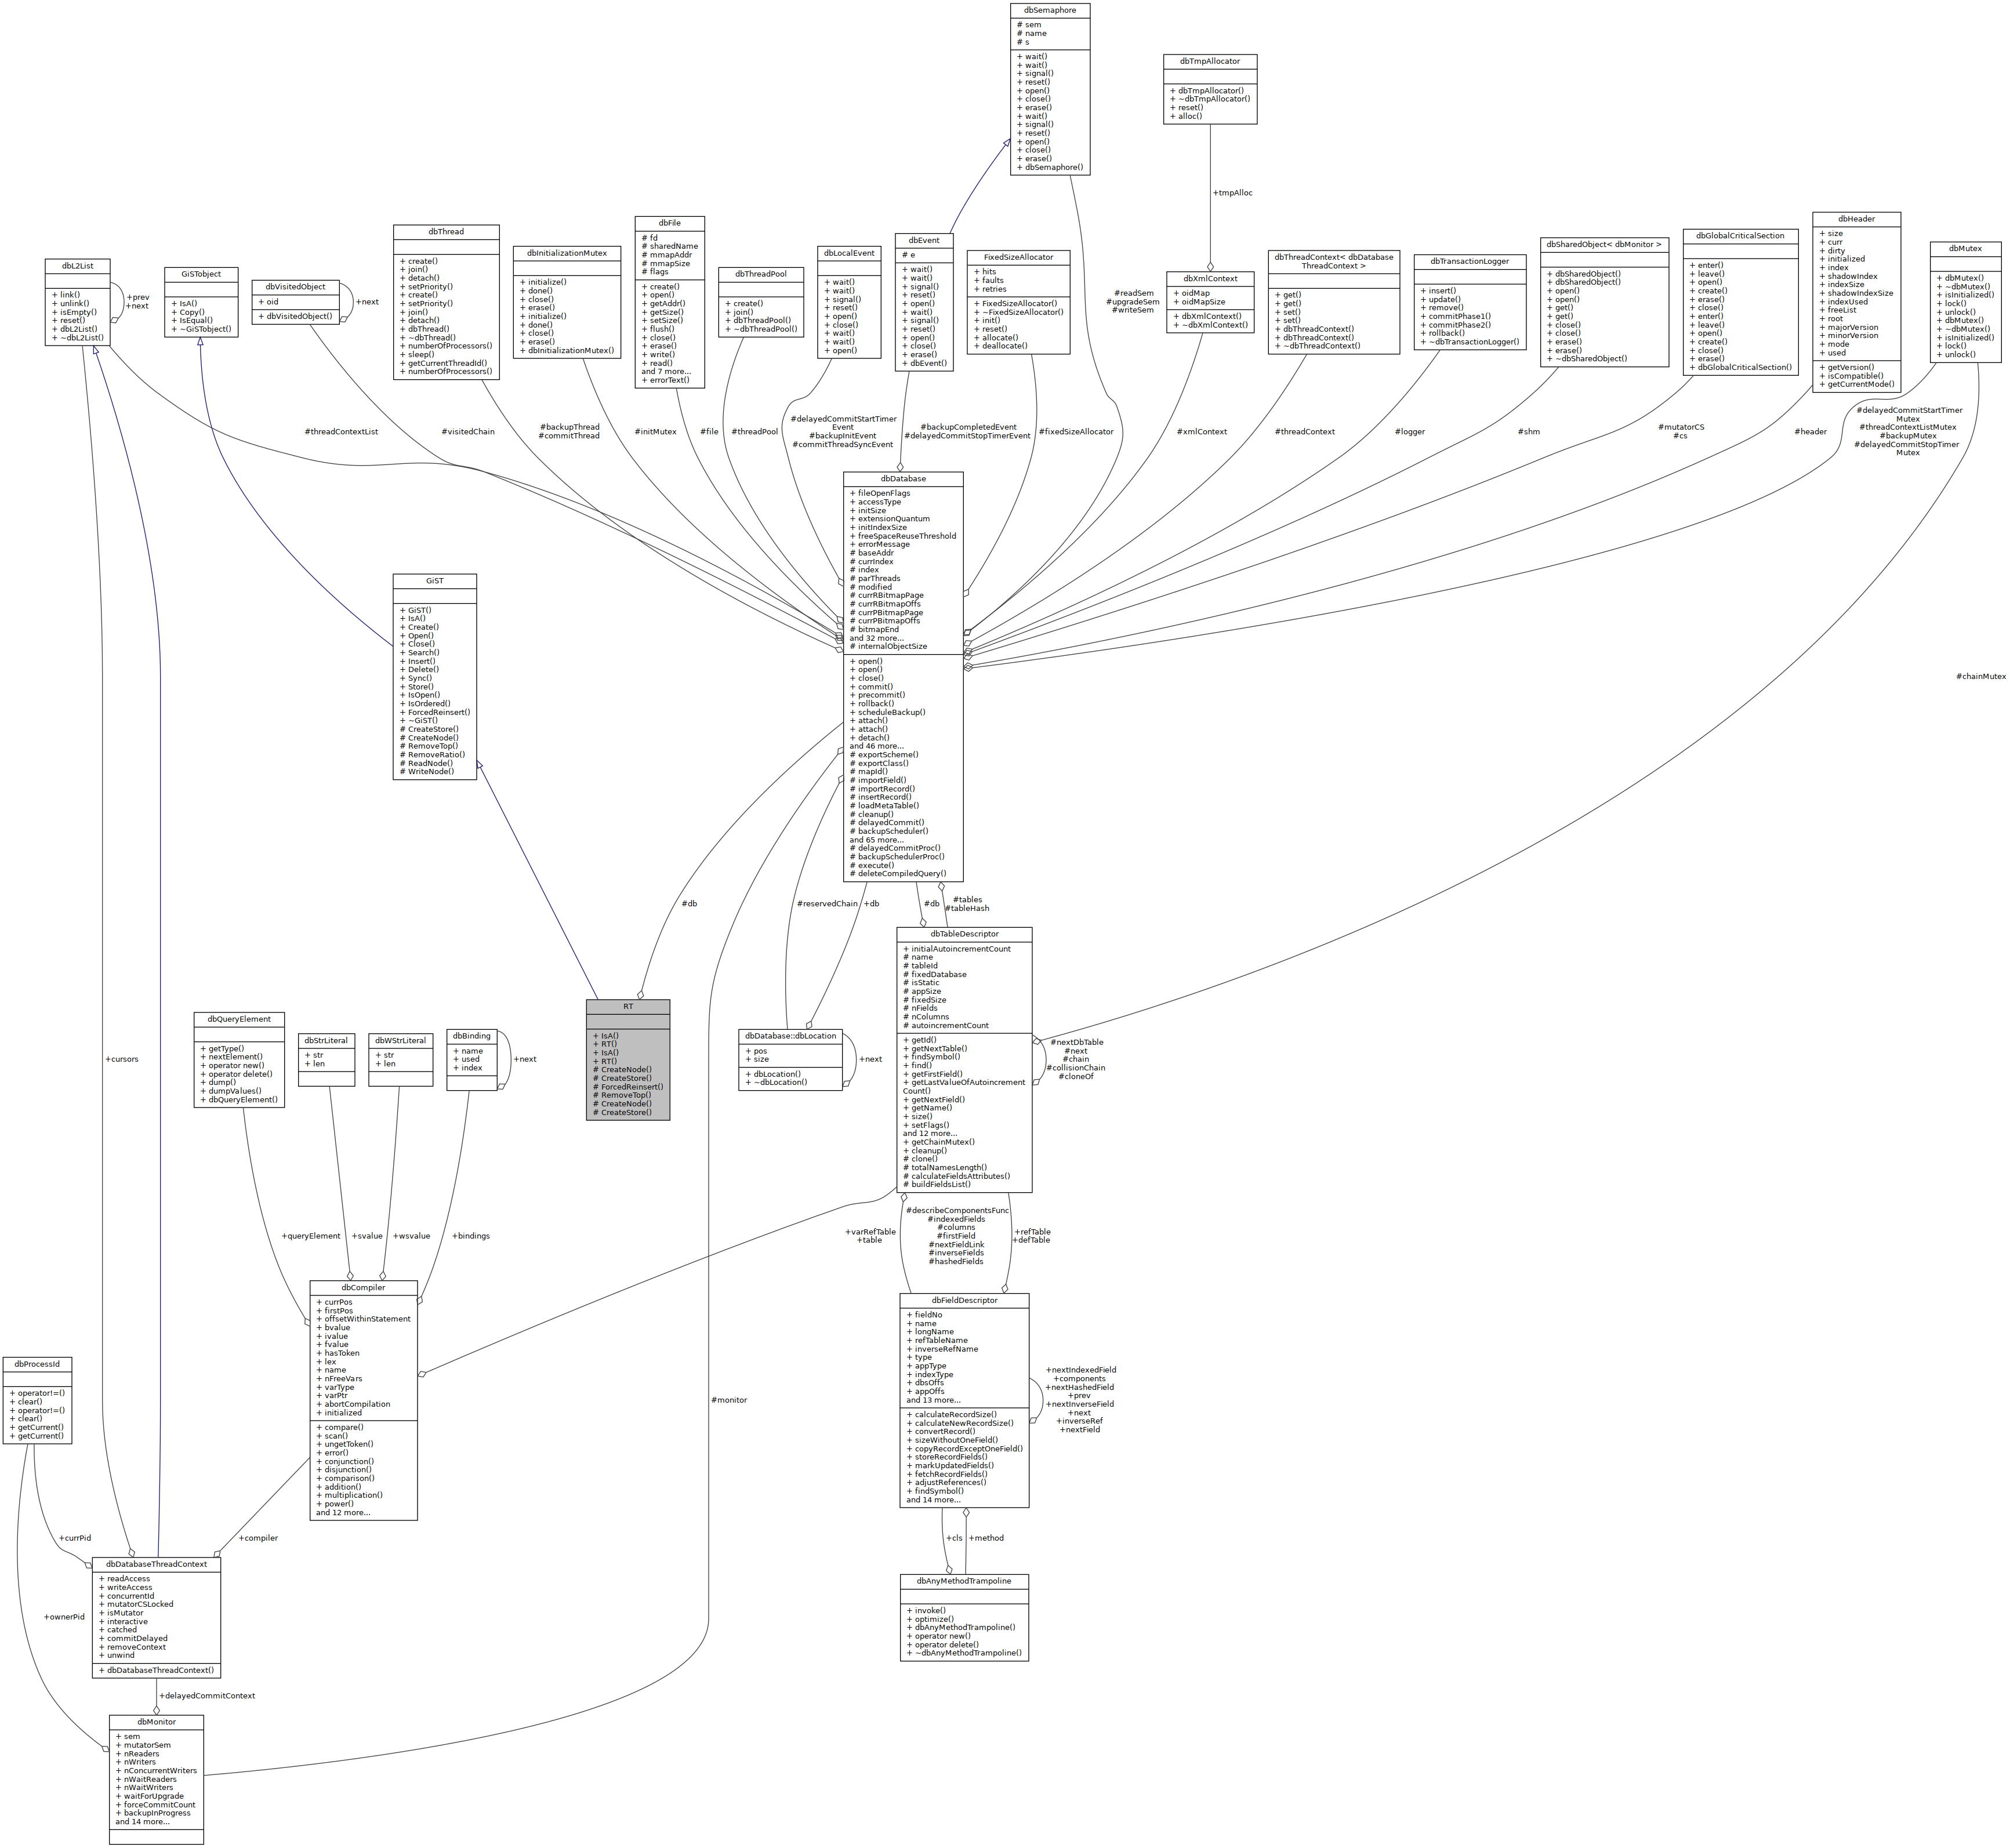 dbSemaphore
# sem
# name
# s
+ wait()
+ wait()
+ signal()
+ reset()
+ open()
+ close()
+ erase()
+ wait()
+ signal()
+ reset()
+ open()
+ close()
+ erase()
+ dbSemaphore()
dbTmpAllocator
+ dbTmpAllocator()
+ ~dbTmpAllocator()
+ reset()
+ alloc()
+tmpAlloc
dbL2List
+ link()
+ unlink()
+ isEmpty()
+ reset()
+ dbL2List()
+ ~dbL2List()
+prev
+next
GiSTobject
+ IsA()
+ Copy()
+ IsEqual()
+ ~GiSTobject()
dbVisitedObject
+ oid
+ dbVisitedObject()
+next
dbThread
+ create()
+ join()
+ detach()
+ setPriority()
+ create()
+ setPriority()
+ join()
+ detach()
+ dbThread()
+ ~dbThread()
+ numberOfProcessors()
+ sleep()
+ getCurrentThreadId()
+ numberOfProcessors()
dbInitializationMutex
+ initialize()
+ done()
+ close()
+ erase()
+ initialize()
+ done()
+ close()
+ erase()
+ dbInitializationMutex()
dbFile
# fd
# sharedName
# mmapAddr
# mmapSize
# flags
+ create()
+ open()
+ getAddr()
+ getSize()
+ setSize()
+ flush()
+ close()
+ erase()
+ write()
+ read()
and 7 more...
+ errorText()
dbThreadPool
+ create()
+ join()
+ dbThreadPool()
+ ~dbThreadPool()
dbLocalEvent
+ wait()
+ wait()
+ signal()
+ reset()
+ open()
+ close()
+ wait()
+ wait()
+ open()
dbEvent
# e
+ wait()
+ wait()
+ signal()
+ reset()
+ open()
+ wait()
+ signal()
+ reset()
+ open()
+ close()
+ erase()
+ dbEvent()
FixedSizeAllocator
+ hits
+ faults
+ retries
+ FixedSizeAllocator()
+ ~FixedSizeAllocator()
+ init()
+ reset()
+ allocate()
+ deallocate()
#readSem
#upgradeSem
#writeSem
dbXmlContext
+ oidMap
+ oidMapSize
+ dbXmlContext()
+ ~dbXmlContext()
dbThreadContext< dbDatabase
ThreadContext >
+ get()
+ get()
+ set()
+ set()
+ dbThreadContext()
+ dbThreadContext()
+ ~dbThreadContext()
dbTransactionLogger
+ insert()
+ update()
+ remove()
+ commitPhase1()
+ commitPhase2()
+ rollback()
+ ~dbTransactionLogger()
dbSharedObject< dbMonitor >
+ dbSharedObject()
+ dbSharedObject()
+ open()
+ open()
+ get()
+ get()
+ close()
+ close()
+ erase()
+ erase()
+ ~dbSharedObject()
dbGlobalCriticalSection
+ enter()
+ leave()
+ open()
+ create()
+ erase()
+ close()
+ enter()
+ leave()
+ open()
+ create()
+ close()
+ erase()
+ dbGlobalCriticalSection()
dbHeader
+ size
+ curr
+ dirty
+ initialized
+ index
+ shadowIndex
+ indexSize
+ shadowIndexSize
+ indexUsed
+ freeList
+ root
+ majorVersion
+ minorVersion
+ mode
+ used
+ getVersion()
+ isCompatible()
+ getCurrentMode()
dbMutex
+ dbMutex()
+ ~dbMutex()
+ isInitialized()
+ lock()
+ unlock()
+ dbMutex()
+ ~dbMutex()
+ isInitialized()
+ lock()
+ unlock()
#threadContextList
#visitedChain
#backupThread
#commitThread
#initMutex
#file
#threadPool
#delayedCommitStartTimer
Event
#backupInitEvent
#commitThreadSyncEvent
#backupCompletedEvent
#delayedCommitStopTimerEvent
#fixedSizeAllocator
#xmlContext
#threadContext
#logger
#shm
#mutatorCS
#cs
#header
#delayedCommitStartTimer
Mutex
#threadContextListMutex
#backupMutex
#delayedCommitStopTimer
Mutex
dbDatabase
+ fileOpenFlags
+ accessType
+ initSize
+ extensionQuantum
+ initIndexSize
+ freeSpaceReuseThreshold
+ errorMessage
# baseAddr
# currIndex
# index
# parThreads
# modified
# currRBitmapPage
# currRBitmapOffs
# currPBitmapPage
# currPBitmapOffs
# bitmapEnd
and 32 more...
# internalObjectSize
+ open()
+ open()
+ close()
+ commit()
+ precommit()
+ rollback()
+ scheduleBackup()
+ attach()
+ attach()
+ detach()
and 46 more...
# exportScheme()
# exportClass()
# mapId()
# importField()
# importRecord()
# insertRecord()
# loadMetaTable()
# cleanup()
# delayedCommit()
# backupScheduler()
and 65 more...
# delayedCommitProc()
# backupSchedulerProc()
# execute()
# deleteCompiledQuery()
GiST
+ GiST()
+ IsA()
+ Create()
+ Open()
+ Close()
+ Search()
+ Insert()
+ Delete()
+ Sync()
+ Store()
+ IsOpen()
+ IsOrdered()
+ ForcedReinsert()
+ ~GiST()
# CreateStore()
# CreateNode()
# RemoveTop()
# RemoveRatio()
# ReadNode()
# WriteNode()
#chainMutex
#db
#reservedChain
+db
#db
#tables
#tableHash
dbTableDescriptor
+ initialAutoincrementCount
# name
# tableId
# fixedDatabase
# isStatic
# appSize
# fixedSize
# nFields
# nColumns
# autoincrementCount
+ getId()
+ getNextTable()
+ findSymbol()
+ find()
+ getFirstField()
+ getLastValueOfAutoincrement
Count()
+ getNextField()
+ getName()
+ size()
+ setFlags()
and 12 more...
+ getChainMutex()
+ cleanup()
# clone()
# totalNamesLength()
# calculateFieldsAttributes()
# buildFieldsList()
#nextDbTable
#next
#chain
#collisionChain
#cloneOf
+cursors
dbQueryElement
+ getType()
+ nextElement()
+ operator new()
+ operator delete()
+ dump()
+ dumpValues()
+ dbQueryElement()
dbStrLiteral
+ str
+ len
dbWStrLiteral
+ str
+ len
dbBinding
+ name
+ used
+ index
+next
RT
+ IsA()
+ RT()
+ IsA()
+ RT()
# CreateNode()
# CreateStore()
# ForcedReinsert()
# RemoveTop()
# CreateNode()
# CreateStore()
dbDatabase::dbLocation
+ pos
+ size
+ dbLocation()
+ ~dbLocation()
+next
+queryElement
+svalue
+wsvalue
+bindings
+varRefTable
+table
#describeComponentsFunc
#indexedFields
#columns
#firstField
#nextFieldLink
#inverseFields
#hashedFields
+refTable
+defTable
dbCompiler
+ currPos
+ firstPos
+ offsetWithinStatement
+ bvalue
+ ivalue
+ fvalue
+ hasToken
+ lex
+ name
+ nFreeVars
+ varType
+ varPtr
+ abortCompilation
+ initialized
+ compare()
+ scan()
+ ungetToken()
+ error()
+ conjunction()
+ disjunction()
+ comparison()
+ addition()
+ multiplication()
+ power()
and 12 more...
dbFieldDescriptor
+ fieldNo
+ name
+ longName
+ refTableName
+ inverseRefName
+ type
+ appType
+ indexType
+ dbsOffs
+ appOffs
and 13 more...
+ calculateRecordSize()
+ calculateNewRecordSize()
+ convertRecord()
+ sizeWithoutOneField()
+ copyRecordExceptOneField()
+ storeRecordFields()
+ markUpdatedFields()
+ fetchRecordFields()
+ adjustReferences()
+ findSymbol()
and 14 more...
+nextIndexedField
+components
+nextHashedField
+prev
+nextInverseField
+next
+inverseRef
+nextField
#monitor
dbProcessId
+ operator!=()
+ clear()
+ operator!=()
+ clear()
+ getCurrent()
+ getCurrent()
+currPid
+compiler
+cls
+method
dbDatabaseThreadContext
+ readAccess
+ writeAccess
+ concurrentId
+ mutatorCSLocked
+ isMutator
+ interactive
+ catched
+ commitDelayed
+ removeContext
+ unwind
+ dbDatabaseThreadContext()
dbAnyMethodTrampoline
+ invoke()
+ optimize()
+ dbAnyMethodTrampoline()
+ operator new()
+ operator delete()
+ ~dbAnyMethodTrampoline()
+ownerPid
+delayedCommitContext
dbMonitor
+ sem
+ mutatorSem
+ nReaders
+ nWriters
+ nConcurrentWriters
+ nWaitReaders
+ nWaitWriters
+ waitForUpgrade
+ forceCommitCount
+ backupInProgress
and 14 more...